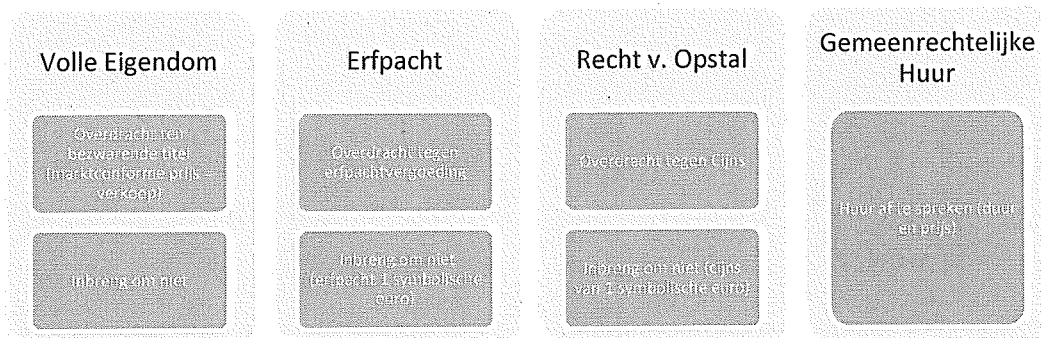 Volle Eigendom
Overdracht ten
bezwarende titel
(marktconforme prijs –
verkoop)
Inbreng om niet
Erfpacht
Overdracht tegen
erfpachtvergoeding
Inbreng om niet
(erfpacht 1 symbolische
euro)
Recht v. Opstal
Overdracht tegen Cijns
Inbreng om niet (cijns
van 1 symbolische euro)
Gemeenrechtelijke
Huur
Huur af te spreken (duur
en prijs)